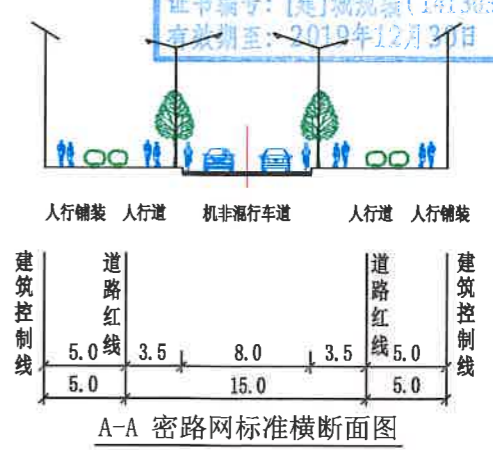 有效期至：2019年12月30日
人行铺装 人行道 机非混行车道 人行道 人行铺装
建筑控制线
道路红线
道路红线
建筑控制线
5.0 3.5 8.0 3.5 5.0
5.0 15.0 5.0
A-A 密路网标准横断面图